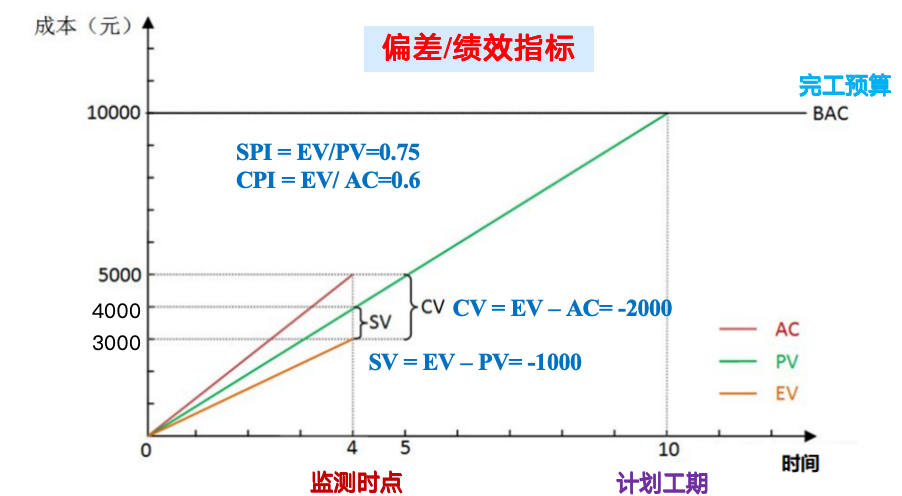 成本（元）
偏差/绩效指标
完工预算
10000
BAC
SPI = EV/PV=0.75
CPI = EV/ AC=0.6
5000
4000
3000
SV
CV
CV = EV – AC= -2000
SV = EV – PV= -1000
AC
PV
EV
0
4
5
10
时间
监测时点
计划工期